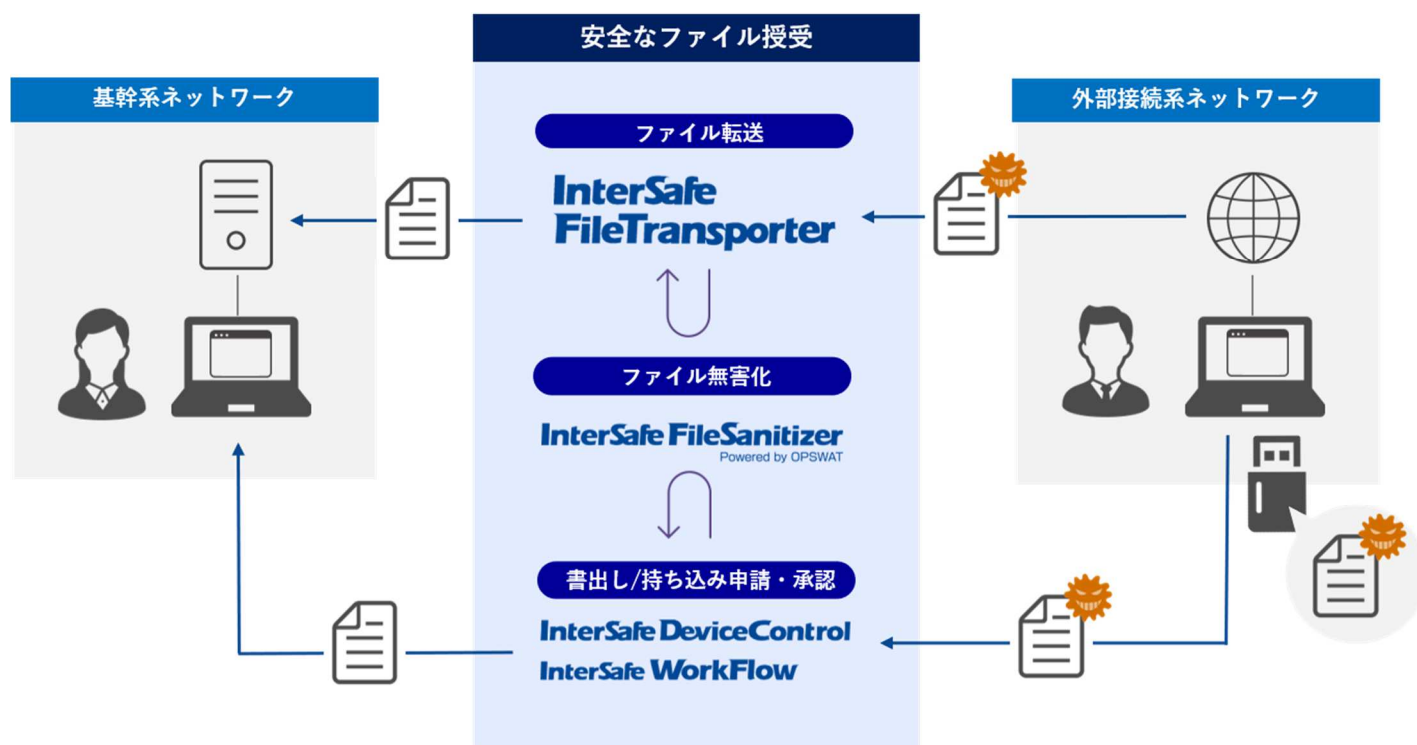 安全なファイル授受
基幹系ネットワーク
外部接続系ネットワーク
ファイル転送
InterSafe
FileTransporter
ファイル無害化
InterSafe FileSanitizer
Powered by OPSWAT
書出し/持ち込み申請・承認
InterSafe DeviceControl
InterSafe WorkFlow